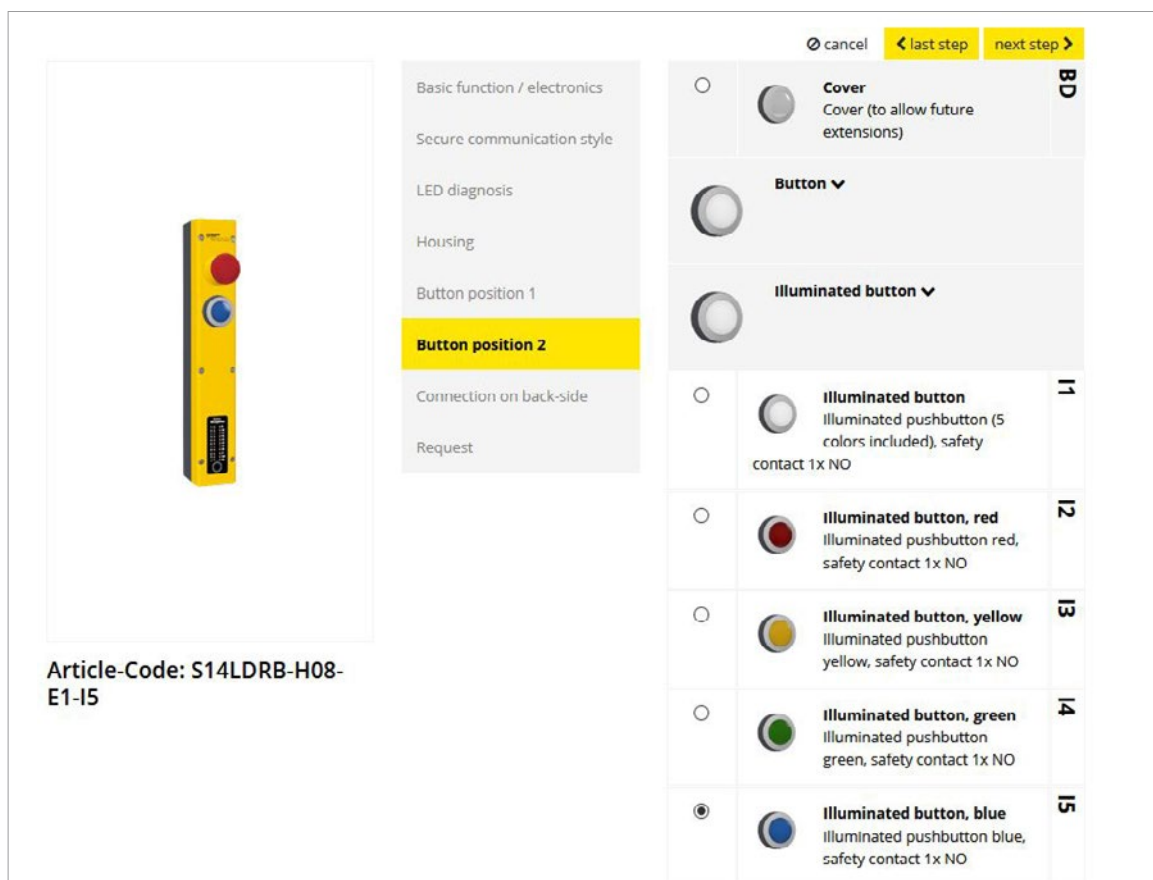 cancel
last step
next step
Basic function / electronics
Secure communication style
LED diagnosis
Housing
Button position 1
Button position 2
Connection on back-side
Request
Cover
Cover (to allow future
extensions)
BD
Button
Illuminated button
Illuminated button
Illuminated pushbutton (5
colors included), safety
contact 1x NO
I1
Illuminated button, red
Illuminated pushbutton red,
safety contact 1x NO
I2
Illuminated button, yellow
Illuminated pushbutton
yellow, safety contact 1x NO
I3
Illuminated button, green
Illuminated pushbutton
green, safety contact 1x NO
I4
Illuminated button, blue
Illuminated pushbutton blue,
safety contact 1x NO
I5
Article-Code: S14LDRB-H08-
E1-I5